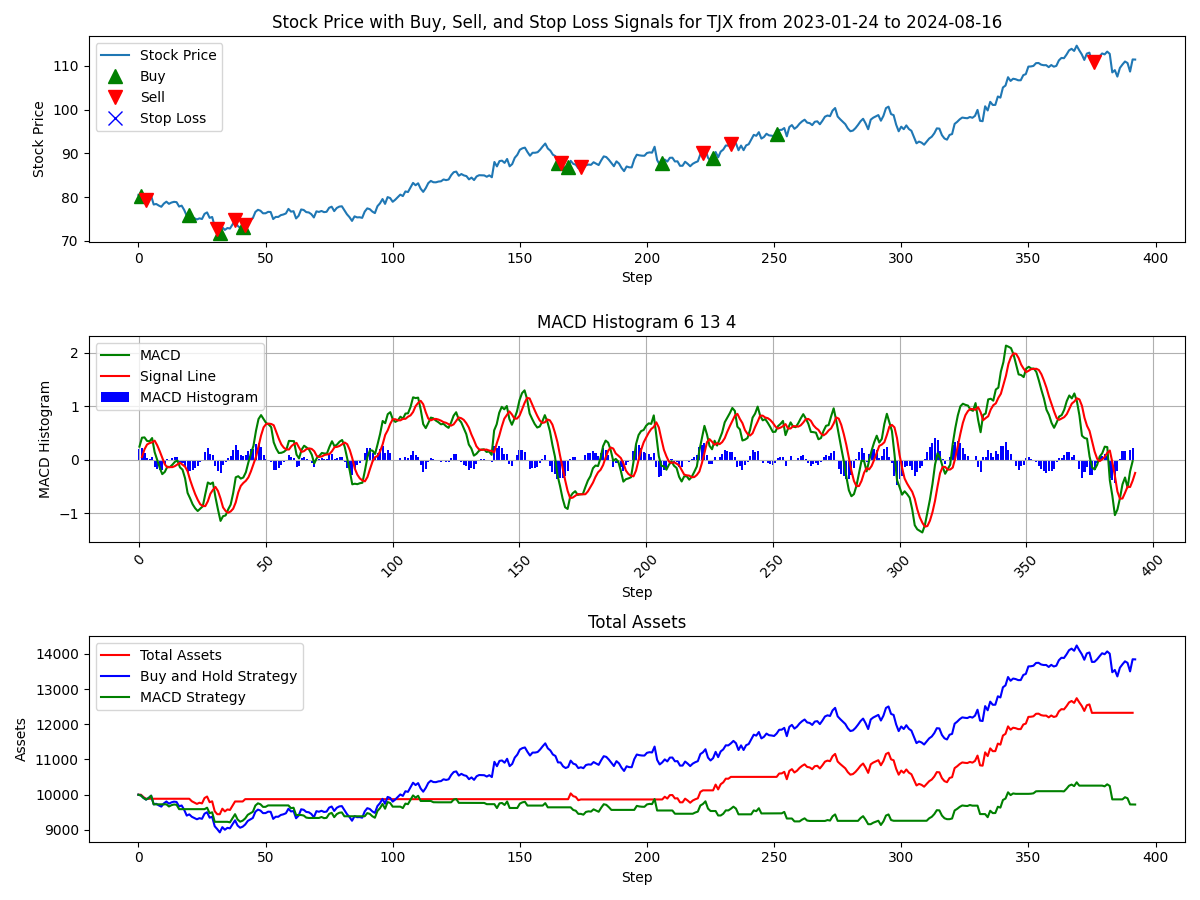 Stock Price with Buy, Sell, and Stop Loss Signals for TJX from 2023-01-24 to 2024-08-16
Stock Price
Buy
Sell
Stop Loss
Stock Price
110
100
90
80
70
0 50 100 150 200 250 300 350 400
Step
MACD Histogram 6 13 4
MACD
Signal Line
MACD Histogram
MACD Histogram
2
1
0
−1
0 50 100 150 200 250 300 350 400
Step
Total Assets
Total Assets
Buy and Hold Strategy
MACD Strategy
Assets
14000
13000
12000
11000
10000
9000
0 50 100 150 200 250 300 350 400
Step